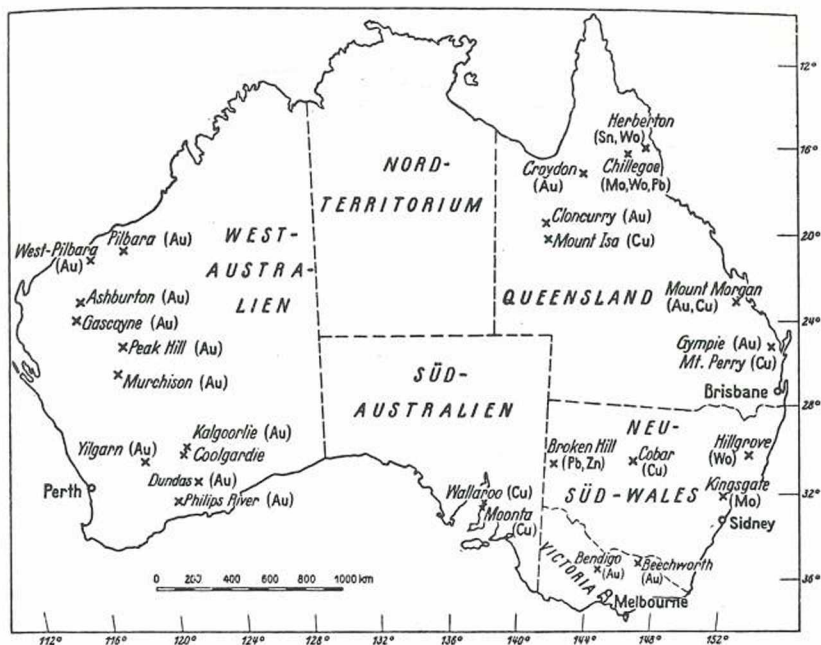 12°
Herberton
(Sn, Wo)
16°
NORD-
TERRITORIUM
Croydon
(Au)
Chillegoe
(Mo, Wo, Pb)
Cloncurry (Au)
Mount Isa (Cu)
20°
West-Pilbara
(Au)
Pilbara (Au)
WEST-
AUSTRA-
LIEN
Ashburton (Au)
Gascoyne (Au)
Peak Hill (Au)
Murchison (Au)
QUEENSLAND
Mount Morgan
(Au, Cu)
24°
Gympie (Au)
Mt. Perry (Cu)
Brisbane
28°
SÜD-
AUSTRALIEN
Kalgoorlie (Au)
Coolgardie
Yilgarn (Au)
Dundas (Au)
Philips River (Au)
Perth
NEU-
SÜD-WALES
Broken Hill
(Pb, Zn)
Cobar
(Cu)
Hillgrove
(Wo)
Kingsgate
(Mo)
32°
Sidney
Wallaroo (Cu)
Moonta
(Cu)
VICTORIA
Bendigo
(Au)
Beechworth
(Au)
36°
Melbourne
0 200 400 600 800 1000 km
112° 116° 120° 124° 128° 132° 136° 140° 144° 148° 152°